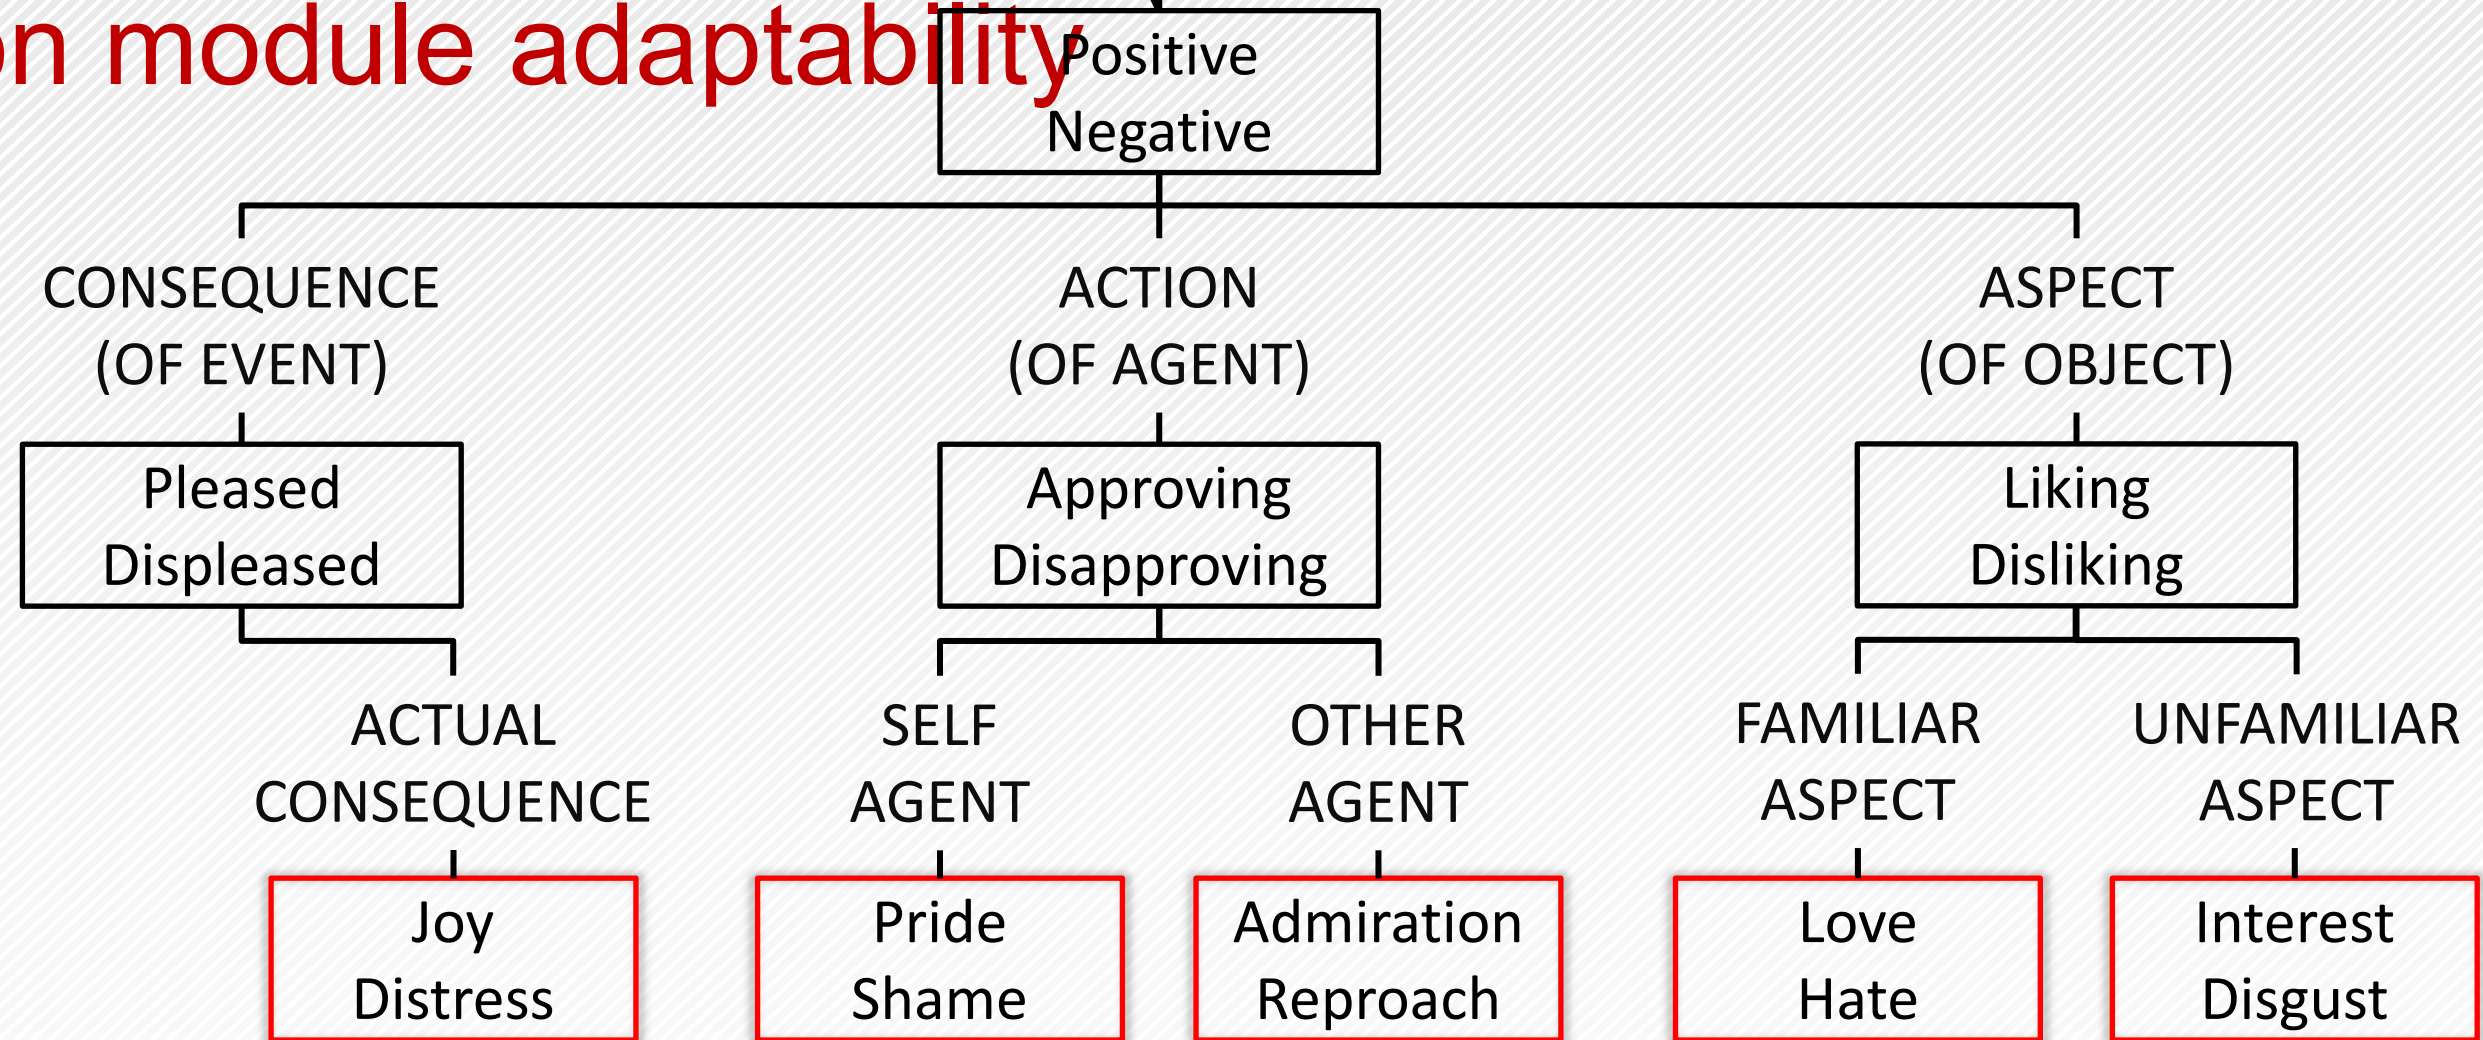 on module adaptability
Positive
Negative
CONSEQUENCE
(OF EVENT)
ACTION
(OF AGENT)
ASPECT
(OF OBJECT)
Pleased
Displeased
Approving
Disapproving
Liking
Disliking
ACTUAL
CONSEQUENCE
SELF
AGENT
OTHER
AGENT
FAMILIAR
ASPECT
UNFAMILIAR
ASPECT
Joy
Distress
Pride
Shame
Admiration
Reproach
Love
Hate
Interest
Disgust